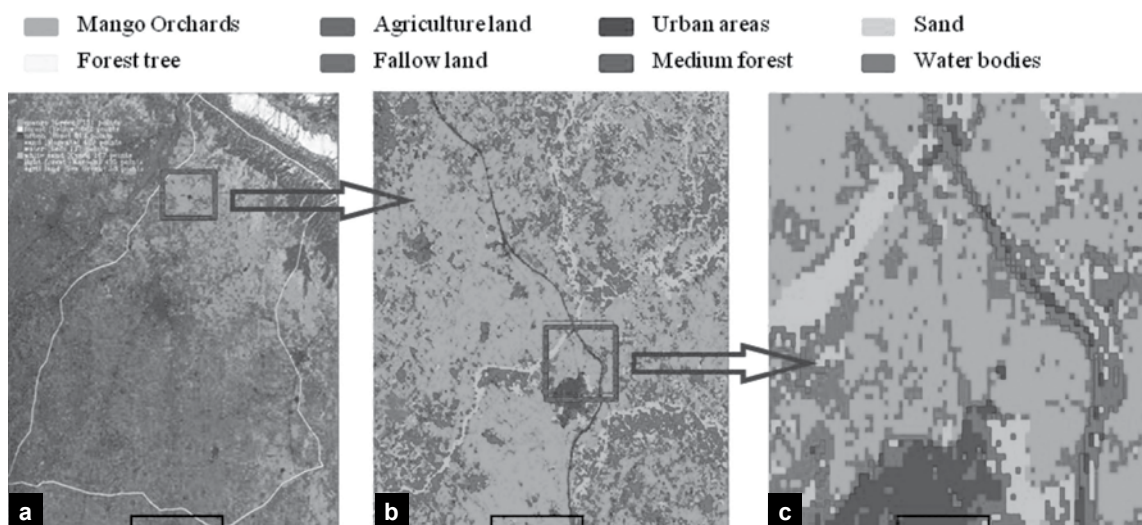 Mango Orchards Agriculture land Urban areas Sand
Forest tree Fallow land Medium forest Water bodies
a b c